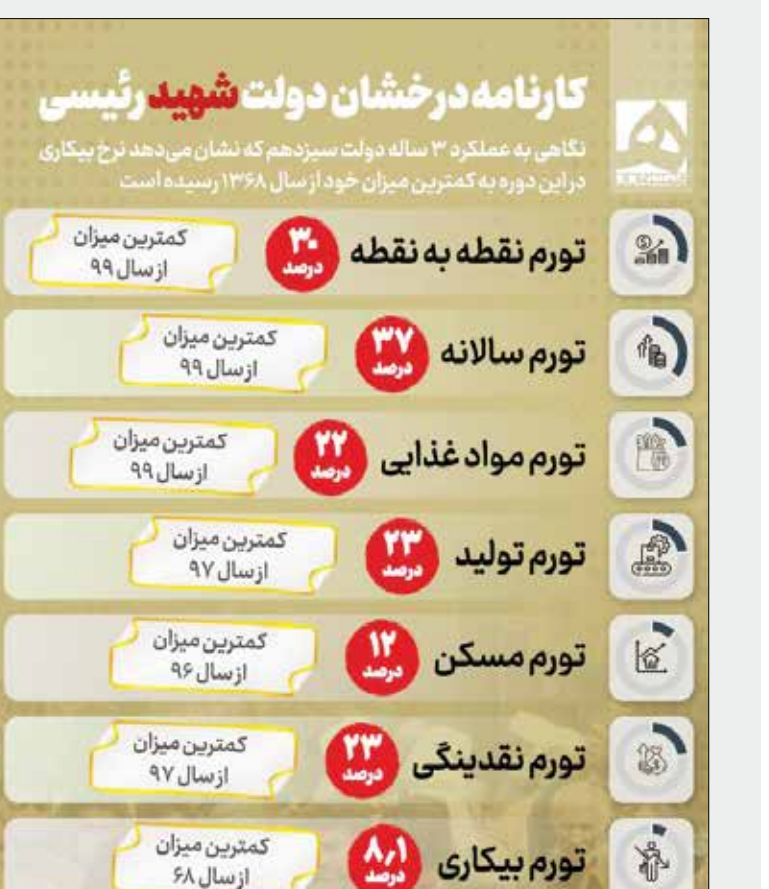 کارنامه درخشان دولت شهید رئیسی
نگاهی به عملکرد ۳ ساله دولت سیزدهم که نشان می‌دهد نرخ بیکاری
در این دوره به کمترین میزان خود از سال ۱۳۶۸ رسیده است
تورم نقطه به نقطه
۳۰
درصد
کمترین میزان
از سال ۹۹
تورم سالانه
۳۷
درصد
کمترین میزان
از سال ۹۹
تورم مواد غذایی
۲۲
درصد
کمترین میزان
از سال ۹۹
تورم تولید
۲۳
درصد
کمترین میزان
از سال ۹۷
تورم مسکن
۱۲
درصد
کمترین میزان
از سال ۹۶
تورم نقدینگی
۲۳
درصد
کمترین میزان
از سال ۹۷
تورم بیکاری
۸٫۱
درصد
کمترین میزان
از سال ۶۸